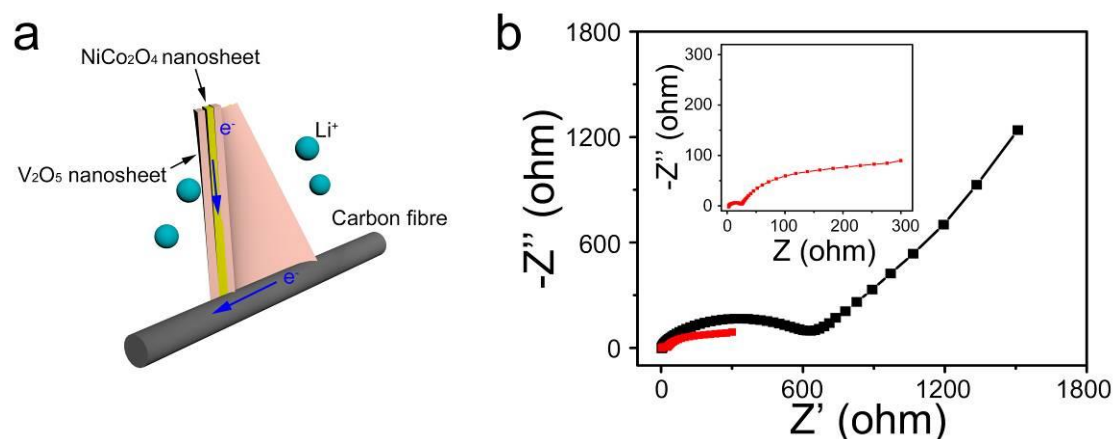 a
NiCo₂O₄ nanosheet
e⁻
Li⁺
V₂O₅ nanosheet
Carbon fibre
e⁻
b
1800
1200
600
0
-Z’’ (ohm)
0 600 1200 1800
Z’ (ohm)
300
200
100
0
-Z’’ (ohm)
0 100 200 300
Z (ohm)